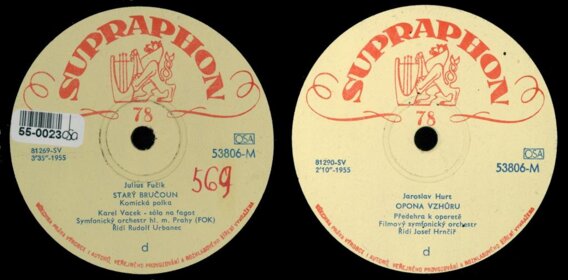 SUPRAPHON
78
55-0023
OSA
81269-SV
3'35"-1955
53806-M
569
Julius Fučík
STARÝ BRUČOUN
Komická polka
Karel Vacek - sólo na fagot
Symfonický orchestr hl. m. Prahy (FOK)
Řídí Rudolf Urbanec
d
SUPRAPHON
78
OSA
81290-SV
2'10"-1955
53806-M
Jaroslav Hurt
OPONA VZHŮRU
Předehra k operetě
Filmový symfonický orchestr
Řídí Josef Hrnčíř
d